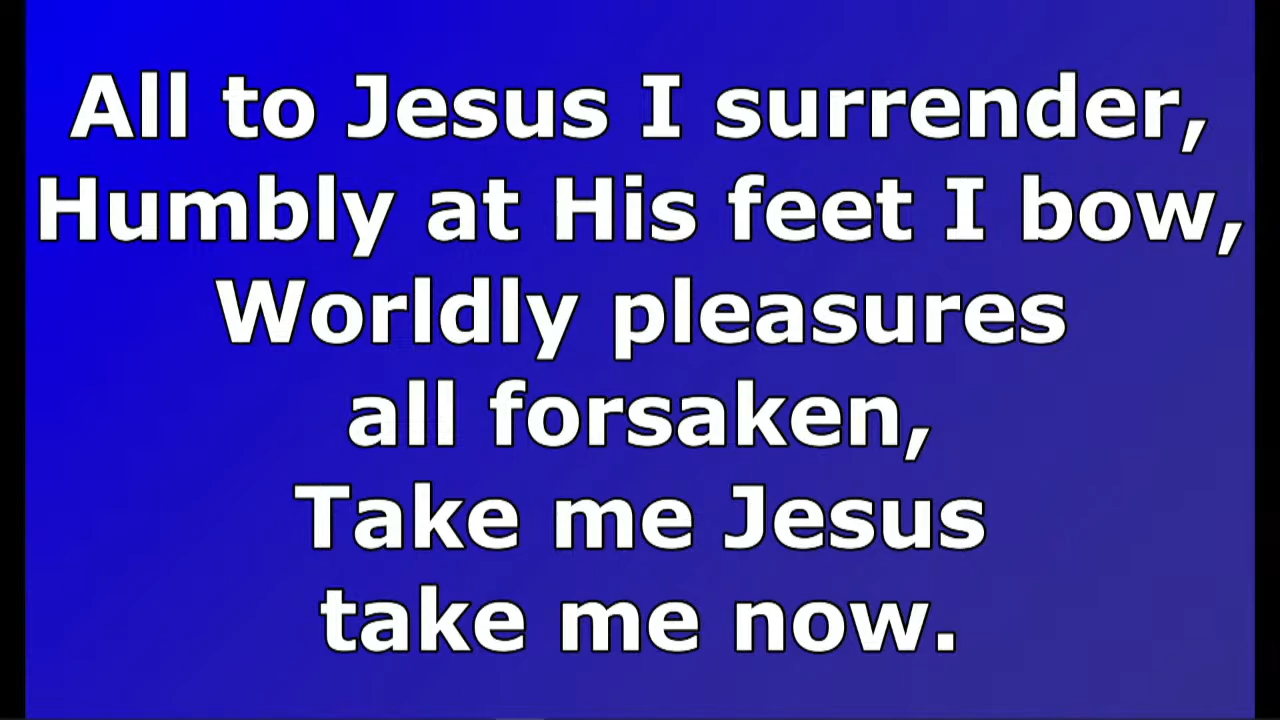 All to Jesus I surrender,
Humbly at His feet I bow,
Worldly pleasures
all forsaken,
Take me Jesus
take me now.